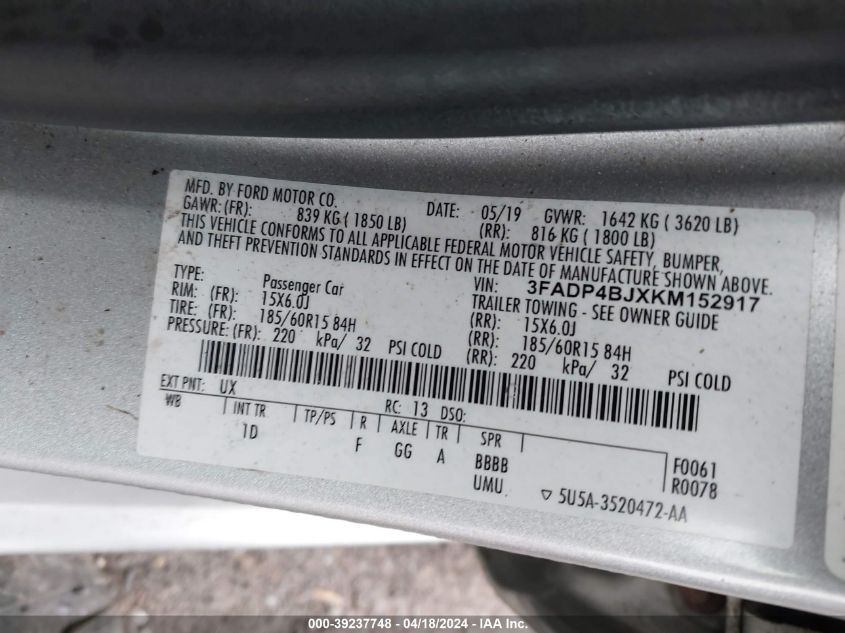 MFD. BY FORD MOTOR CO. DATE: 05/19 GVWR: 1642 KG ( 3620 LB)
GAWR: (FR): 839 KG ( 1850 LB) (RR): 816 KG ( 1800 LB)
THIS VEHICLE CONFORMS TO ALL APPLICABLE FEDERAL MOTOR VEHICLE SAFETY, BUMPER,
AND THEFT PREVENTION STANDARDS IN EFFECT ON THE DATE OF MANUFACTURE SHOWN ABOVE.
VIN: 3FADP4BJXKM152917
TYPE: Passenger Car TRAILER TOWING - SEE OWNER GUIDE
RIM: (FR): 15X6.0J (RR): 15X6.0J
TIRE: (FR): 185/60R15 84H (RR): 185/60R15 84H
PRESSURE: (FR): 220 kPa/ 32 PSI COLD (RR): 220 kPa/ 32 PSI COLD
EXT PNT: UX RC: 13 DSO:
WB INT TR TP/PS R AXLE TR SPR
1D F GG A BBBB F0061
UMU R0078
▽ 5U5A-3520472-AA
000-39237748 - 04/18/2024 - IAA Inc.